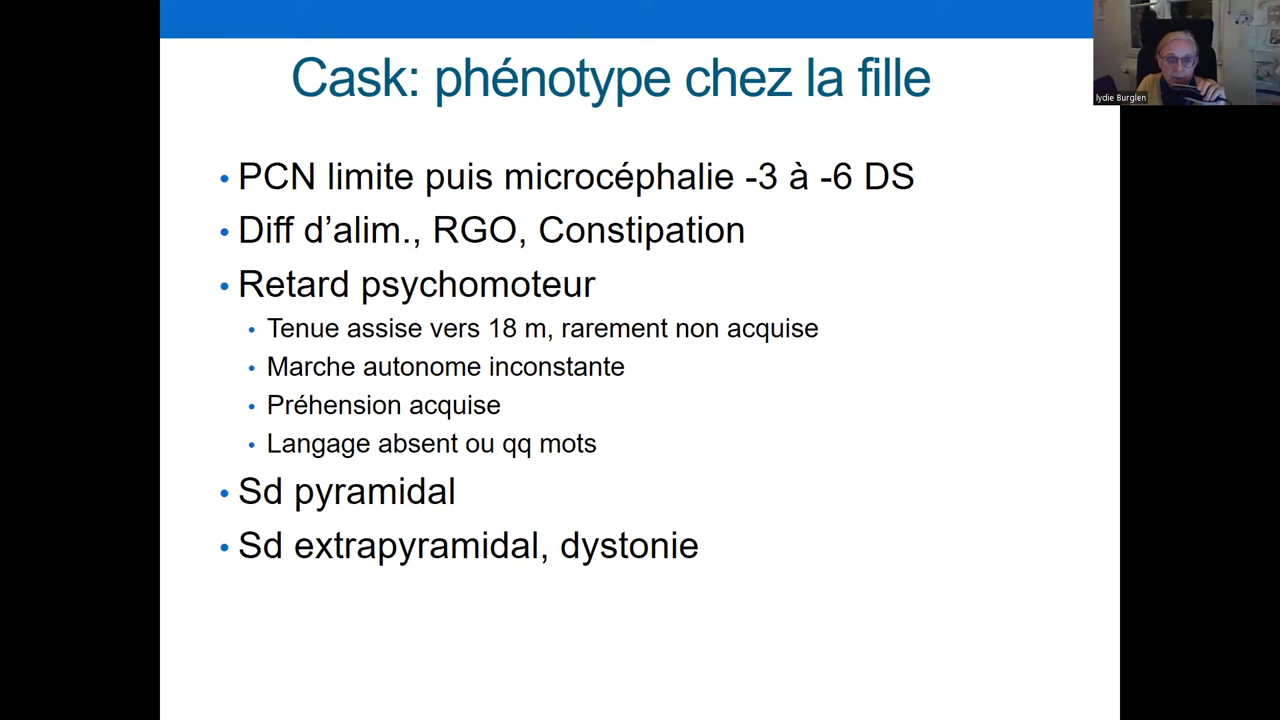 Cask: phénotype chez la fille
lydie Burglen
• PCN limite puis microcéphalie -3 à -6 DS
• Diff d’alim., RGO, Constipation
• Retard psychomoteur
• Tenue assise vers 18 m, rarement non acquise
• Marche autonome inconstante
• Préhension acquise
• Langage absent ou qq mots
• Sd pyramidal
• Sd extrapyramidal, dystonie